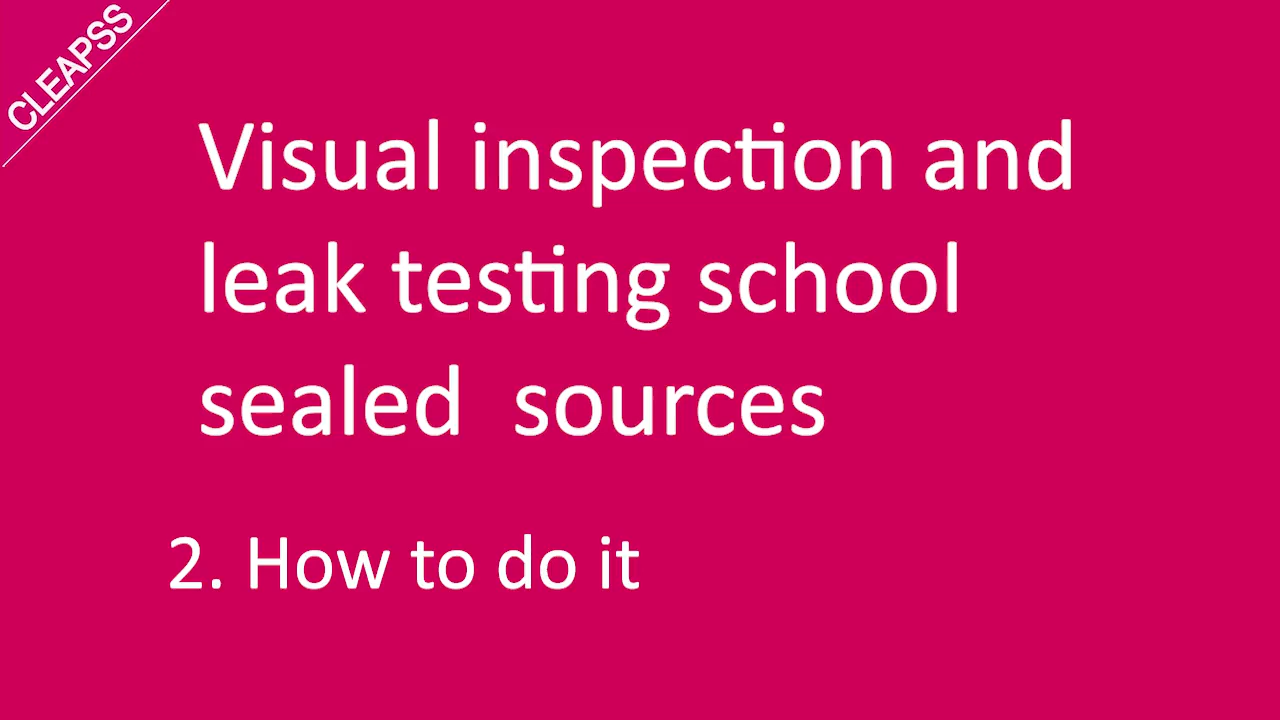 CLEAPSS
Visual inspection and
leak testing school
sealed  sources
2. How to do it